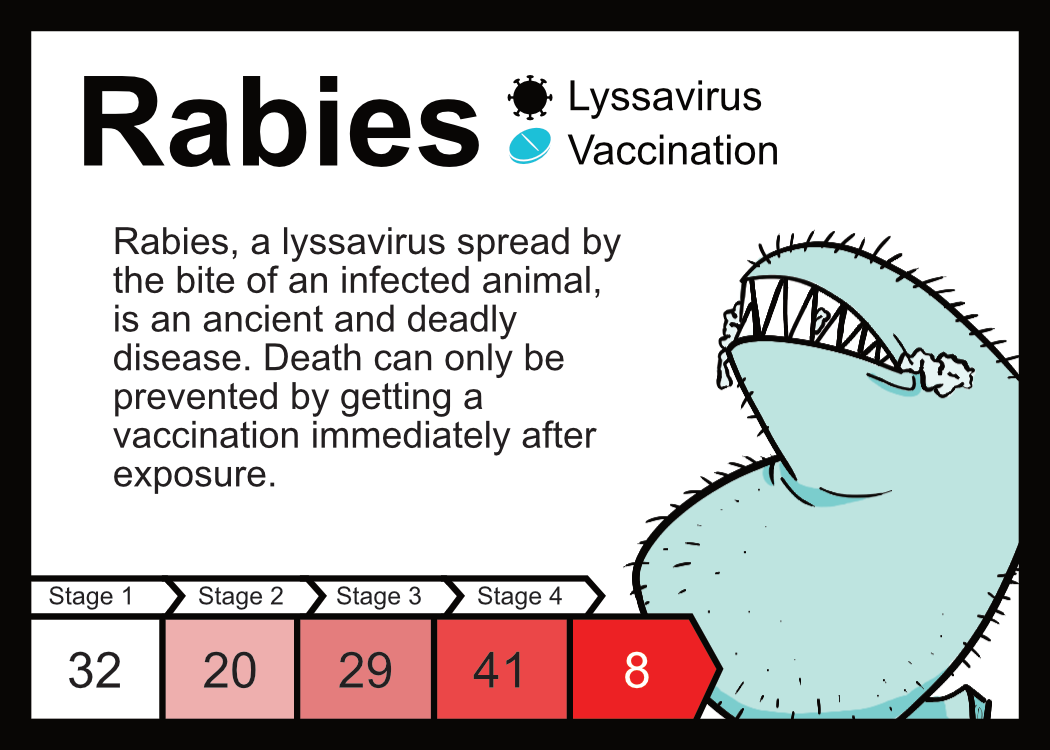 Rabies
Lyssavirus
Vaccination
Rabies, a lyssavirus spread by
the bite of an infected animal,
is an ancient and deadly
disease. Death can only be
prevented by getting a
vaccination immediately after
exposure.
Stage 1 Stage 2 Stage 3 Stage 4
32 20 29 41 8